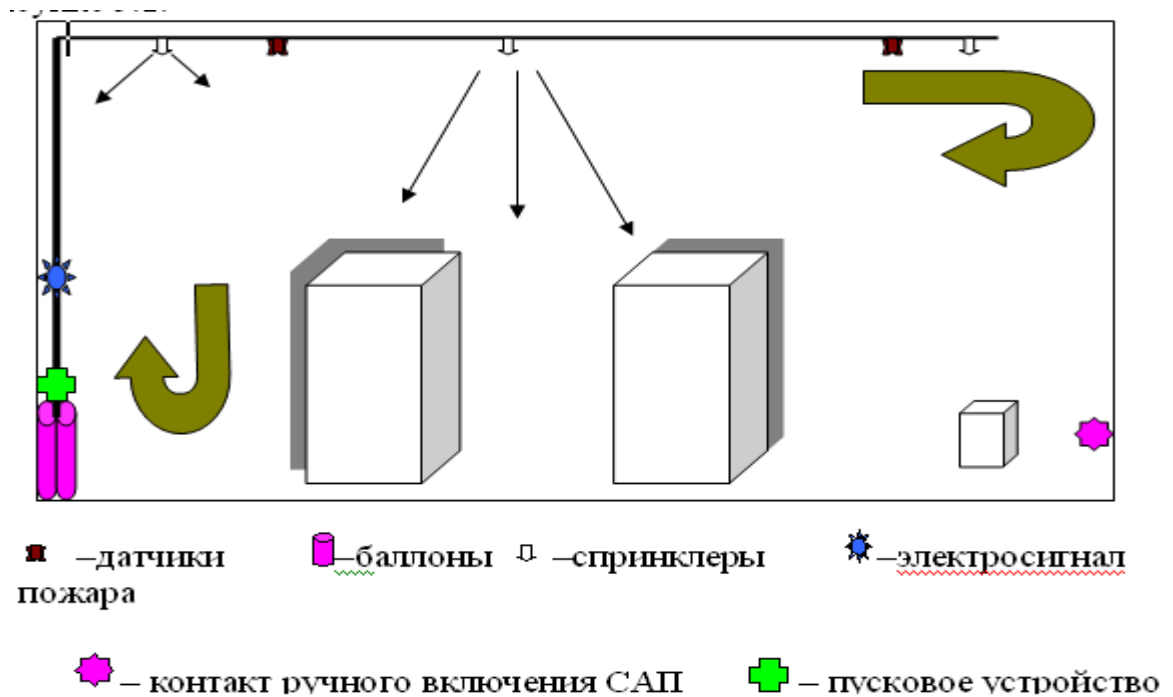 –датчики
пожара
–баллоны
–спринклеры
–электросигнал
– контакт ручного включения САП
– пусковое устройство